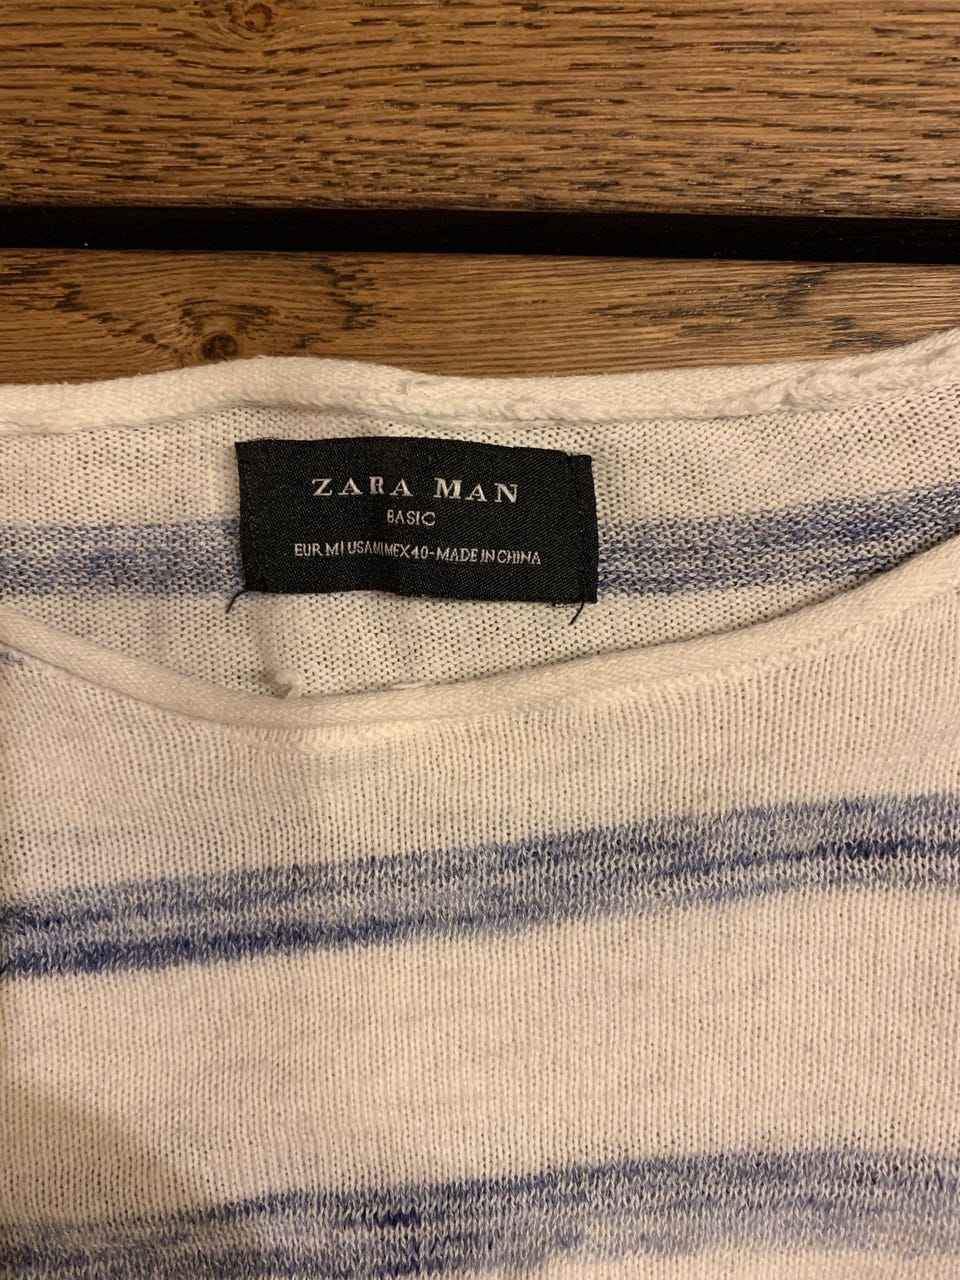 ZARA MAN
BASIC
EUR M | USA M | MEX 40 - MADE IN CHINA